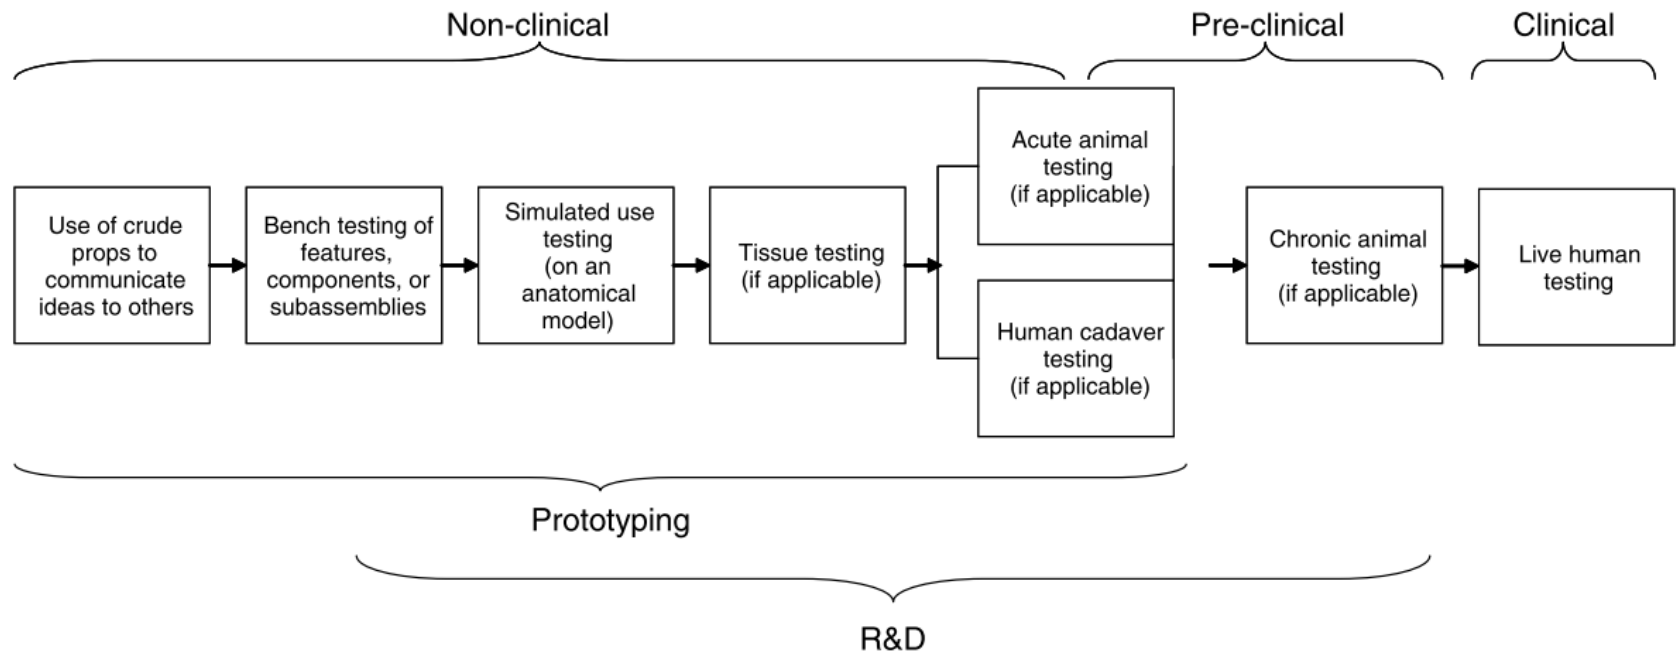 Non-clinical
Pre-clinical
Clinical
Use of crude
props to
communicate
ideas to others
Bench testing of
features,
components, or
subassemblies
Simulated use
testing
(on an
anatomical
model)
Tissue testing
(if applicable)
Acute animal
testing
(if applicable)
Human cadaver
testing
(if applicable)
Chronic animal
testing
(if applicable)
Live human
testing
Prototyping
R&D